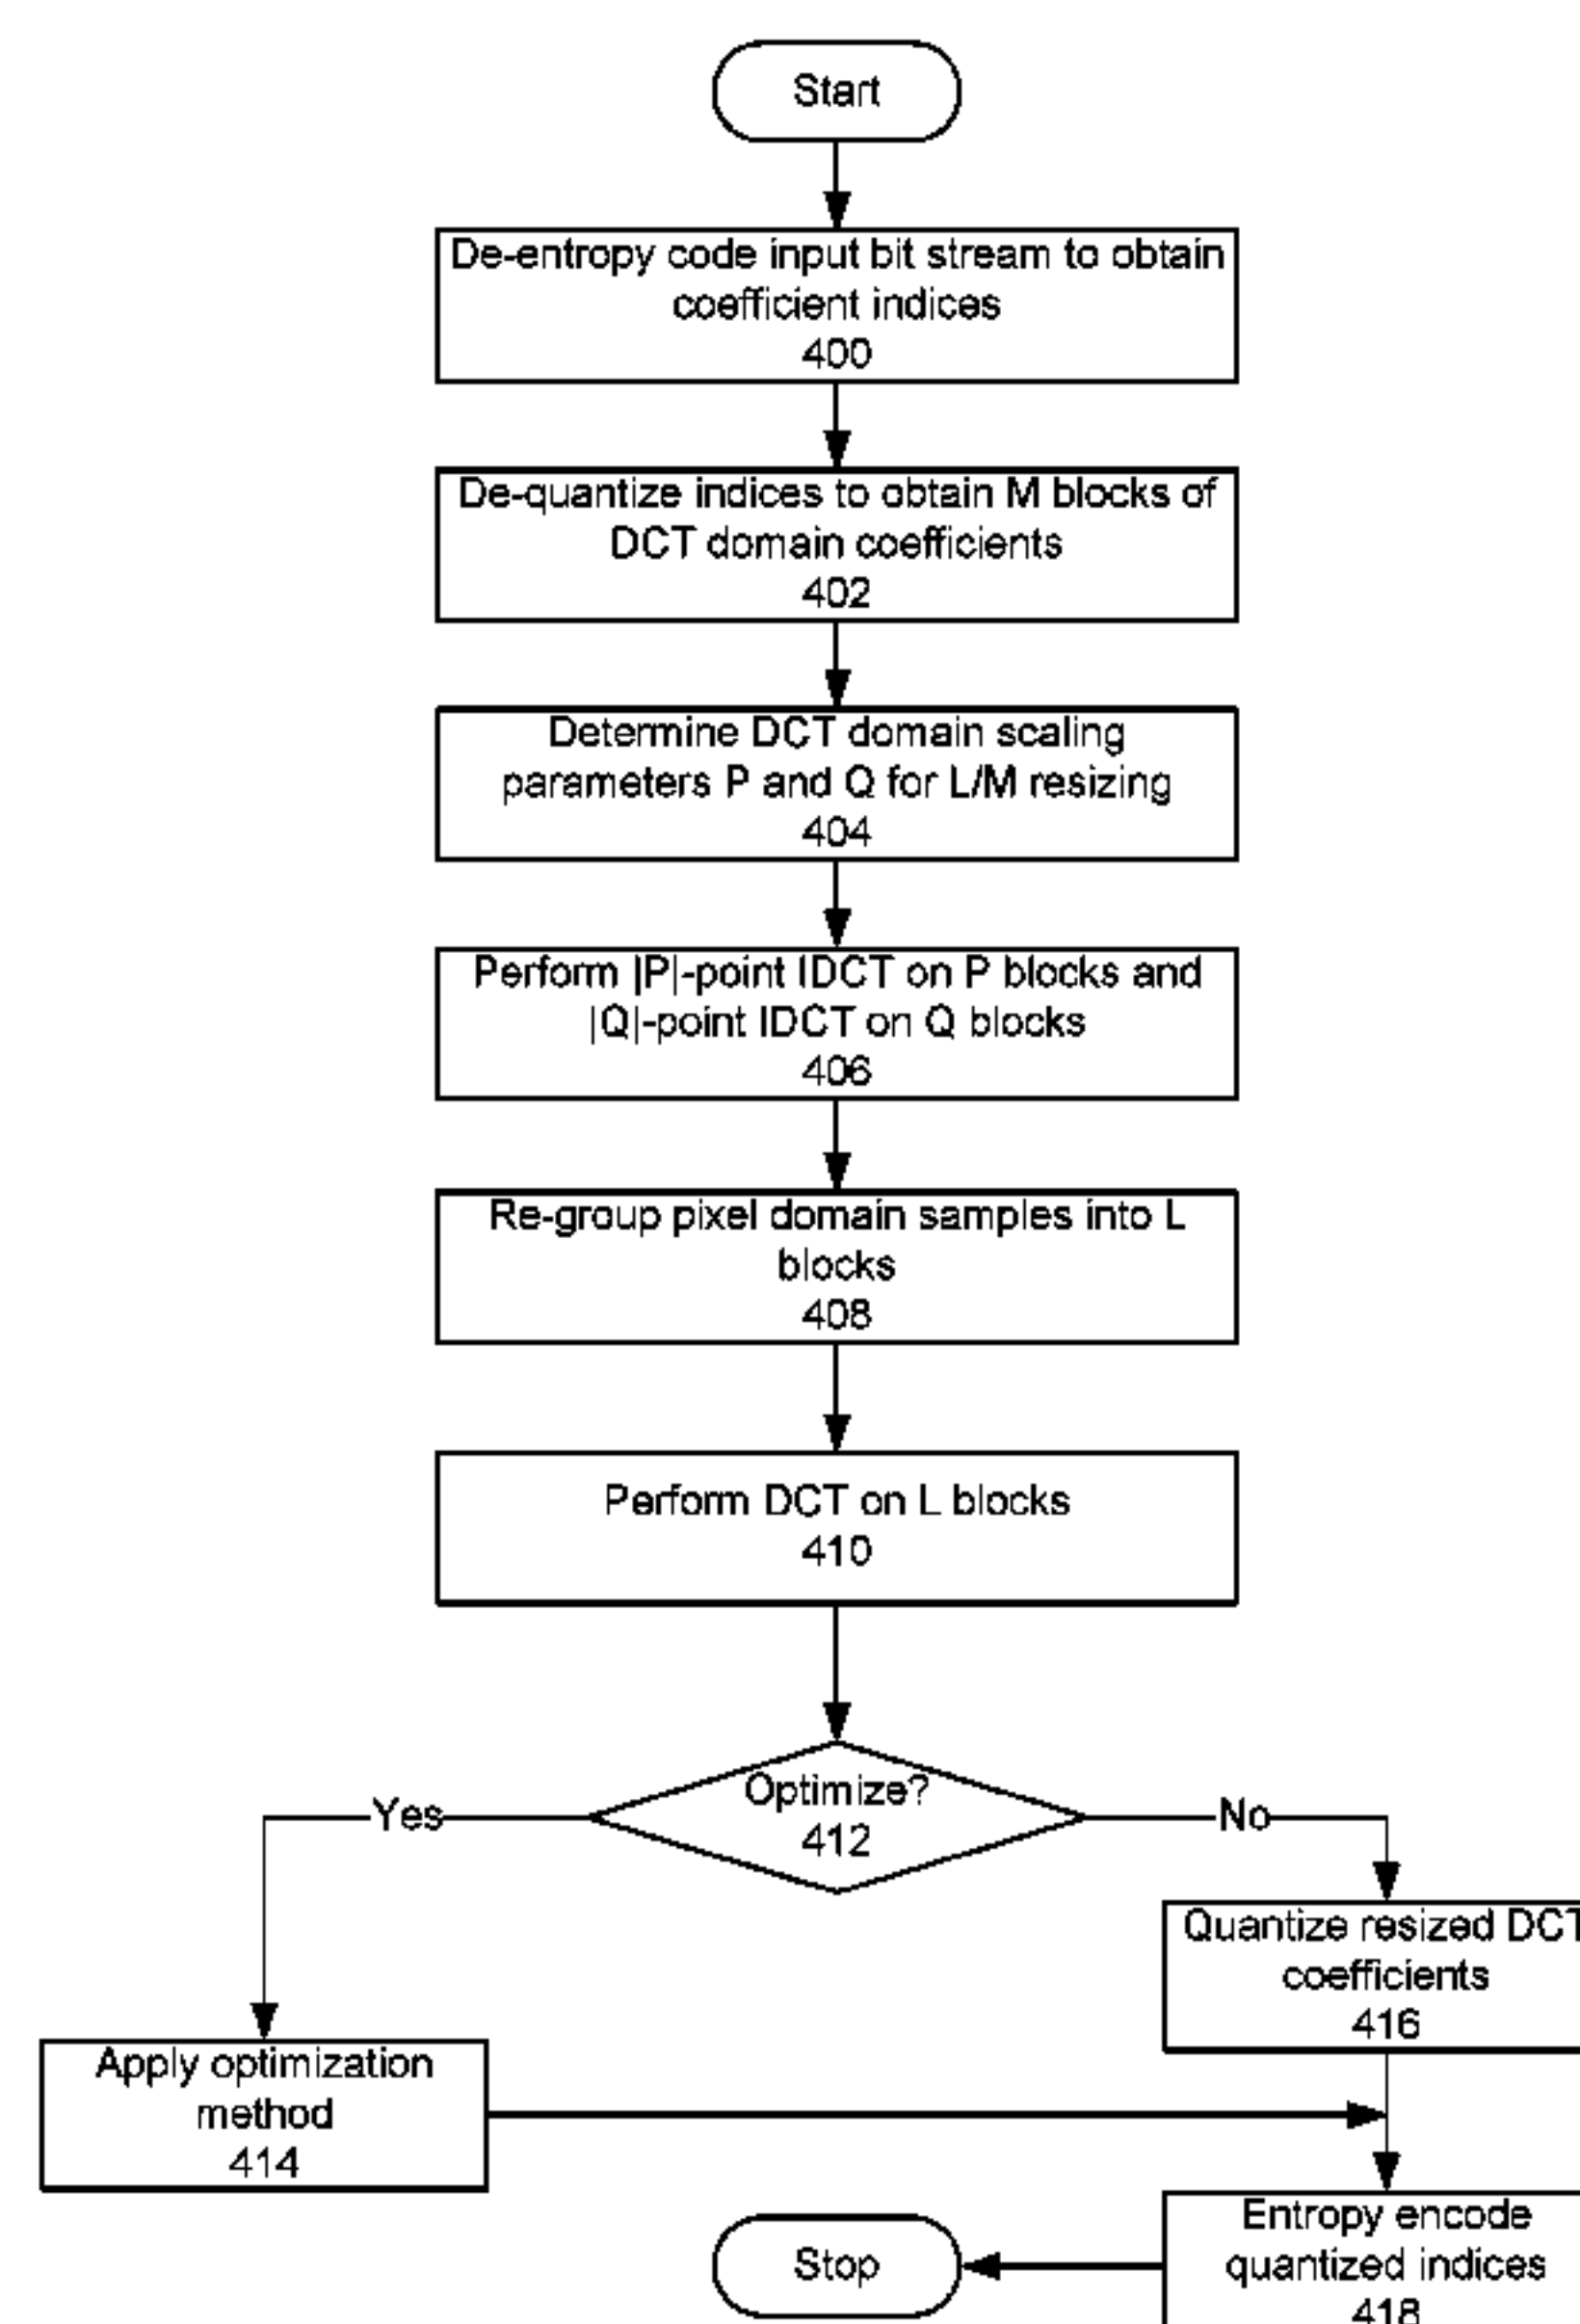 Start
De-entropy code input bit stream to obtain
coefficient indices
400
De-quantize indices to obtain M blocks of
DCT domain coefficients
402
Determine DCT domain scaling
parameters P and Q for L/M resizing
404
Perform |P|-point IDCT on P blocks and
|Q|-point IDCT on Q blocks
406
Re-group pixel domain samples into L
blocks
408
Perform DCT on L blocks
410
Optimize?
412
Yes
No
Quantize resized DCT
coefficients
416
Apply optimization
method
414
Entropy encode
quantized indices
418
Stop